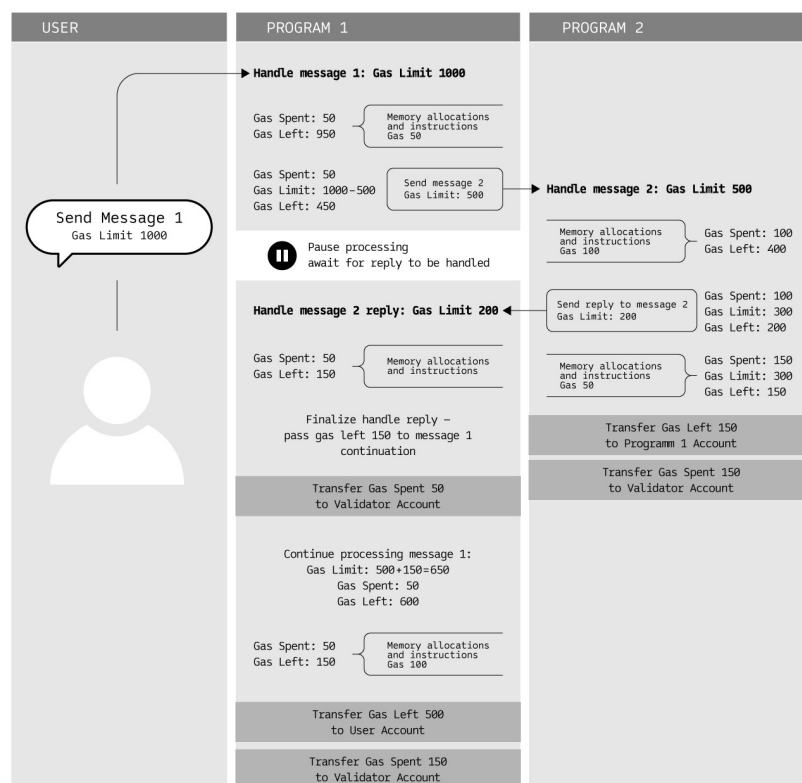 USER
Send Message 1
Gas Limit 1000
PROGRAM 1
Handle message 1: Gas Limit 1000
Gas Spent: 50
Gas Left: 950
Memory allocations
and instructions
Gas 50
Gas Spent: 50
Gas Limit: 1000-500
Gas Left: 450
Send message 2
Gas Limit: 500
Pause processing
await for reply to be handled
Handle message 2 reply: Gas Limit 200
Gas Spent: 50
Gas Left: 150
Memory allocations
and instructions
Finalize handle reply –
pass gas left 150 to message 1
continuation
Transfer Gas Spent 50
to Validator Account
Continue processing message 1:
Gas Limit: 500+150=650
Gas Spent: 50
Gas Left: 600
Gas Spent: 50
Gas Left: 150
Memory allocations
and instructions
Gas 100
Transfer Gas Left 500
to User Account
Transfer Gas Spent 150
to Validator Account
PROGRAM 2
Handle message 2: Gas Limit 500
Memory allocations
and instructions
Gas 100
Gas Spent: 100
Gas Left: 400
Send reply to message 2
Gas Limit: 200
Gas Spent: 100
Gas Limit: 300
Gas Left: 200
Memory allocations
and instructions
Gas 50
Gas Spent: 150
Gas Limit: 300
Gas Left: 150
Transfer Gas Left 150
to Programm 1 Account
Transfer Gas Spent 150
to Validator Account